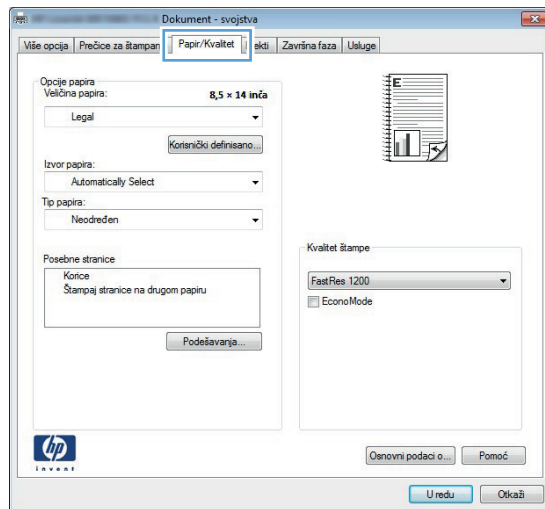 Dokument - svojstva
Više opcija
Prečice za štampan
Papir/Kvalitet
ekti
Završna faza
Usluge
Opcije papira
Veličina papira:
8,5 × 14 inča
Legal
Korisnički definisano...
Izvor papira:
Automatically Select
Tip papira:
Neodređen
Posebne stranice
Korice
Štampaj stranice na drugom papiru
Podešavanja...
E
Kvalitet štampe
FastRes 1200
EconoMode
hp
invent
Osnovni podaci o...
Pomoć
U redu
Otkaži